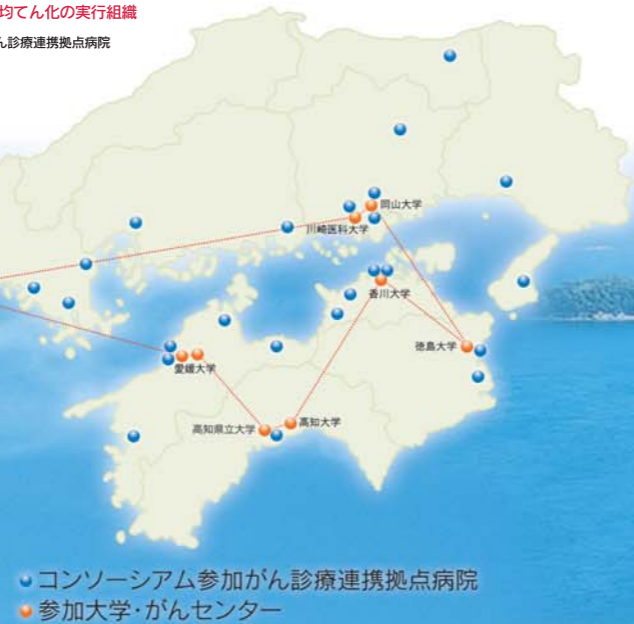 均てん化の実行組織
ん診療連携拠点病院
岡山大学
川崎医科大学
香川大学
徳島大学
愛媛大学
高知県立大学
高知大学
コンソーシアム参加がん診療連携拠点病院
参加大学・がんセンター